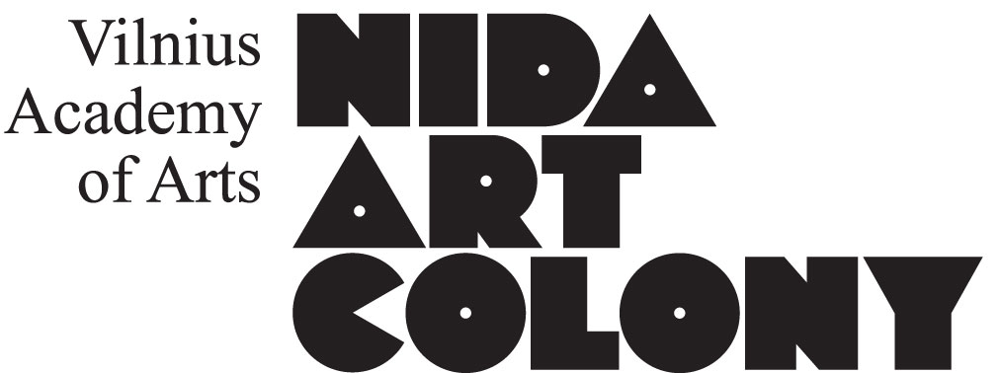 Vilnius
Academy
of Arts
NIDA
ART
COLONY